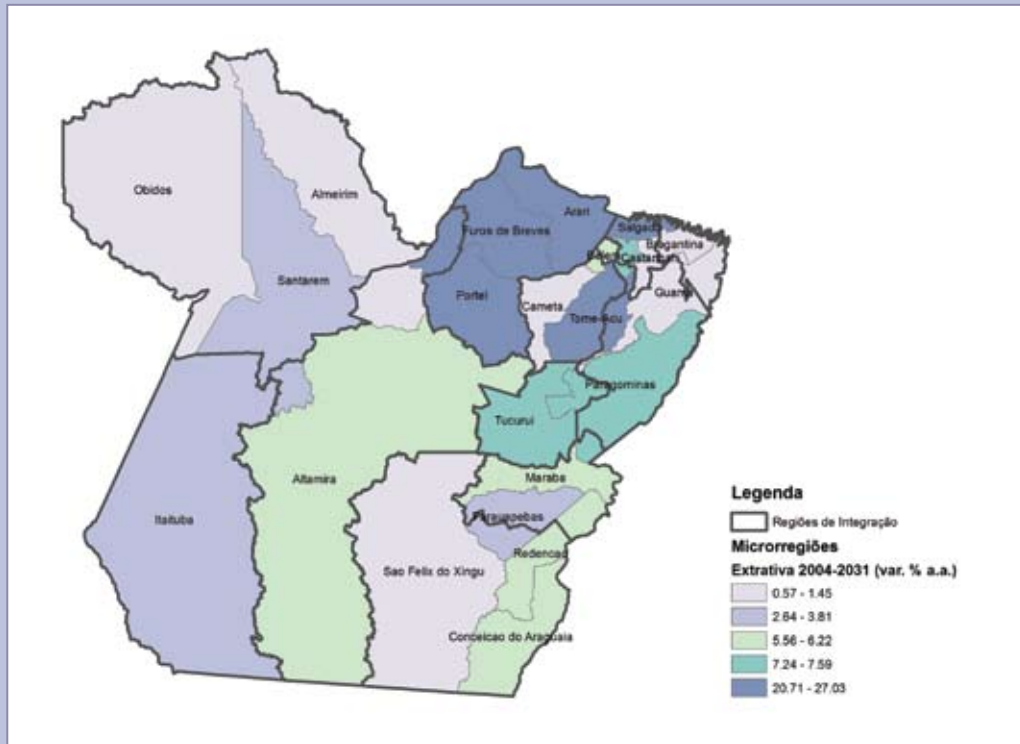 Obidos
Almeirim
Arari
Furos de Breves
Salgado
Bragantina
Castanhal
Santarem
Portel
Cameta
Guama
Tome-Acu
Paragominas
Tucurui
Altamira
Maraba
Itaituba
Parauapebas
Redencao
Sao Felix do Xingu
Conceicao do Araguaia
Legenda
Regiões de Integração
Microrregiões
Extrativa 2004-2031 (var. % a.a.)
0.57 - 1.45
2.64 - 3.81
5.56 - 6.22
7.24 - 7.59
20.71 - 27.03